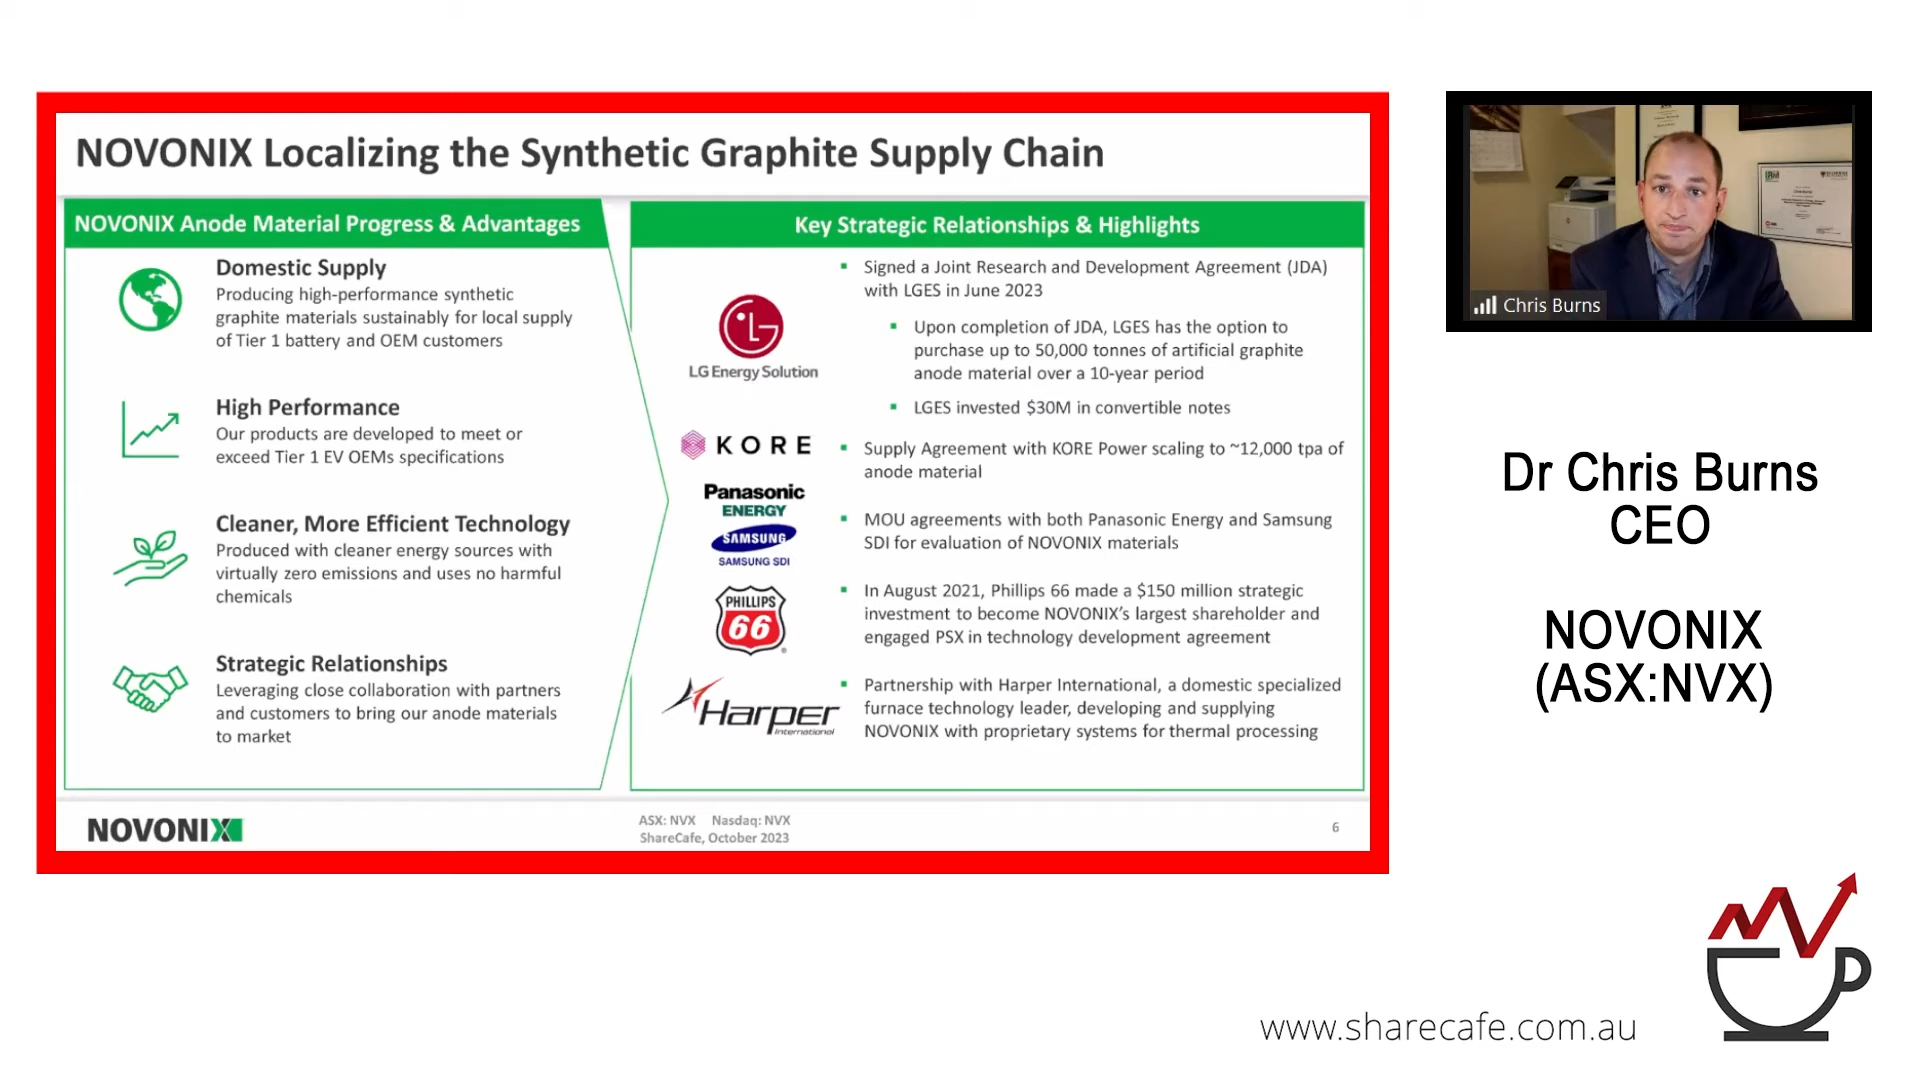 NOVONIX Localizing the Synthetic Graphite Supply Chain
NOVONIX Anode Material Progress & Advantages
Domestic Supply
Producing high-performance synthetic
graphite materials sustainably for local supply
of Tier 1 battery and OEM customers
High Performance
Our products are developed to meet or
exceed Tier 1 EV OEMs specifications
Cleaner, More Efficient Technology
Produced with cleaner energy sources with
virtually zero emissions and uses no harmful
chemicals
Strategic Relationships
Leveraging close collaboration with partners
and customers to bring our anode materials
to market
Key Strategic Relationships & Highlights
LG Energy Solution
Signed a Joint Research and Development Agreement (JDA)
with LGES in June 2023
Upon completion of JDA, LGES has the option to
purchase up to 50,000 tonnes of artificial graphite
anode material over a 10-year period
LGES invested $30M in convertible notes
KORE
Supply Agreement with KORE Power scaling to ~12,000 tpa of
anode material
Panasonic
ENERGY
SAMSUNG
SAMSUNG SDI
MOU agreements with both Panasonic Energy and Samsung
SDI for evaluation of NOVONIX materials
PHILLIPS
66
In August 2021, Phillips 66 made a $150 million strategic
investment to become NOVONIX's largest shareholder and
engaged PSX in technology development agreement
Harper
International
Partnership with Harper International, a domestic specialized
furnace technology leader, developing and supplying
NOVONIX with proprietary systems for thermal processing
NOVONIX
ASX: NVX Nasdaq: NVX
ShareCafe, October 2023
6
Chris Burns
Dr Chris Burns
CEO
NOVONIX
(ASX:NVX)
www.sharecafe.com.au